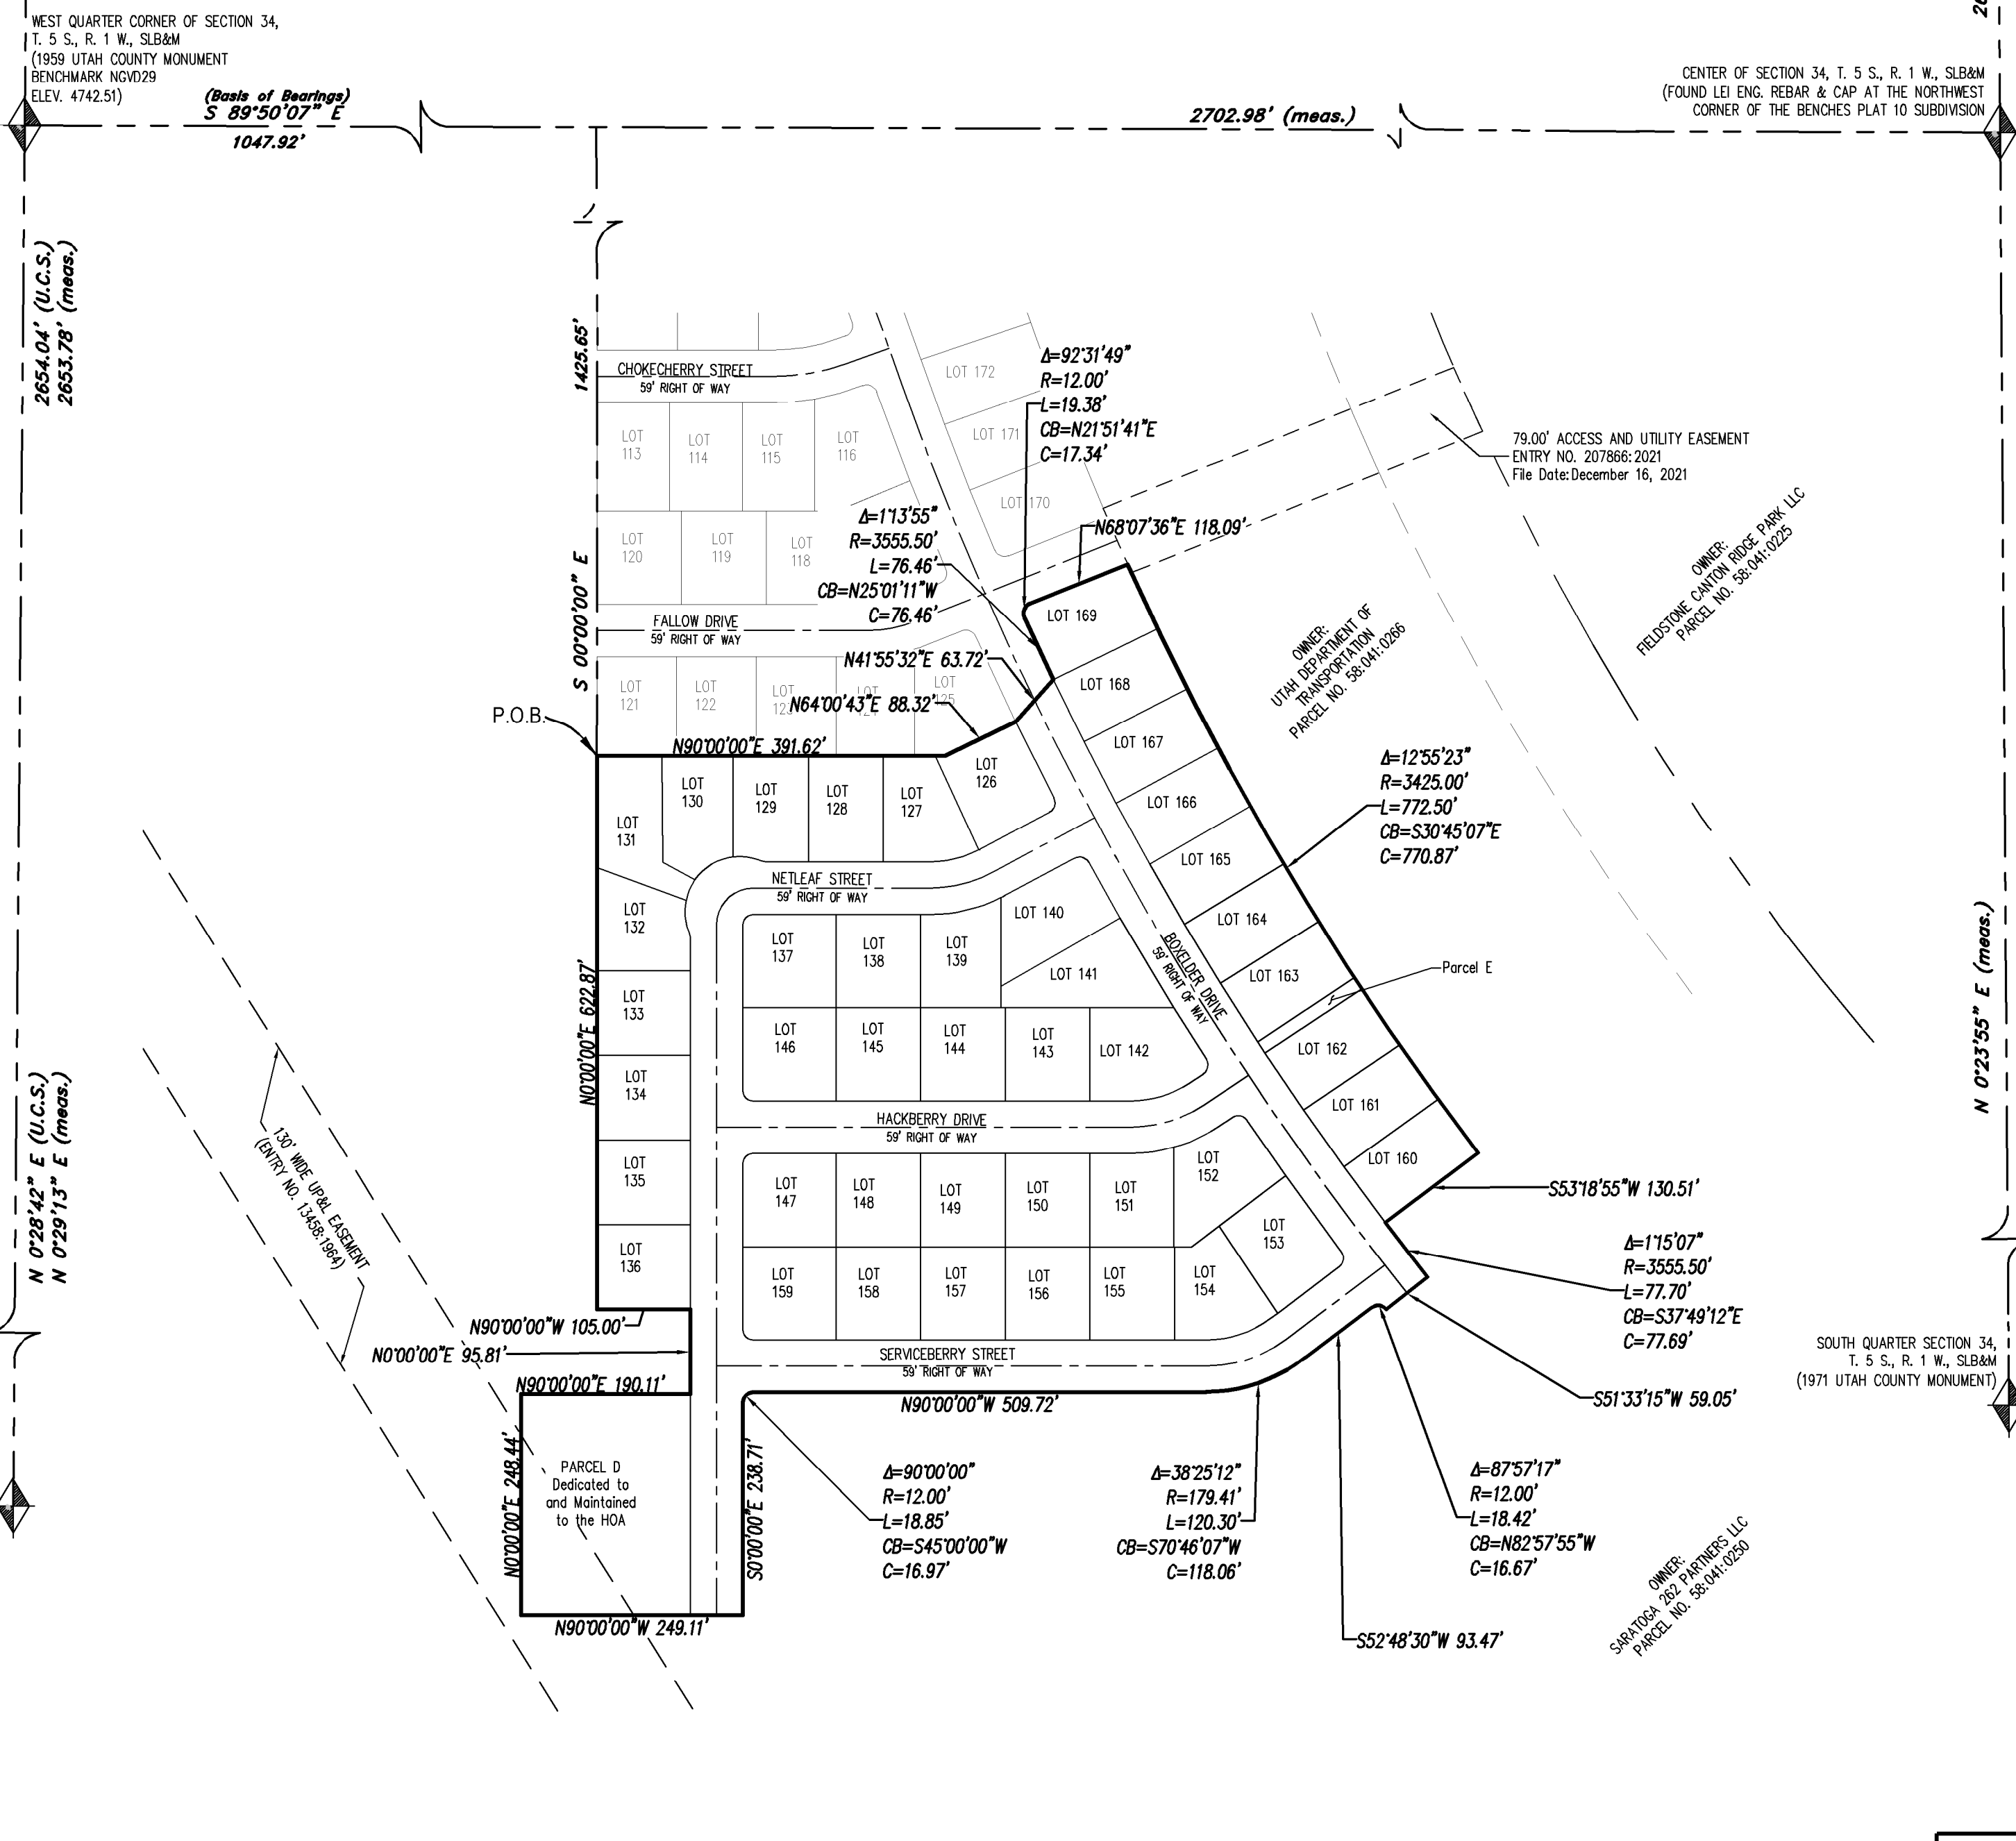 WEST QUARTER CORNER OF SECTION 34,
T. 5 S., R. 1 W., SLB&M
(1959 UTAH COUNTY MONUMENT
BENCHMARK NGVD29
ELEV. 4742.51)
(Basis of Bearings)
S 89°50'07" E
1047.92'
2702.98' (meas.)
CENTER OF SECTION 34, T. 5 S., R. 1 W., SLB&M
(FOUND LEI ENG. REBAR & CAP AT THE NORTHWEST
CORNER OF THE BENCHES PLAT 10 SUBDIVISION
2654.04' (U.C.S.)
2653.78' (meas.)
1425.65'
S 00°00'00" E
CHOKECHERRY STREET
59' RIGHT OF WAY
LOT 172
LOT 171
LOT 170
Δ=92°31'49"
R=12.00'
L=19.38'
CB=N21°51'41"E
C=17.34'
LOT
113
LOT
114
LOT
115
LOT
116
79.00' ACCESS AND UTILITY EASEMENT
ENTRY NO. 207866:2021
File Date:December 16, 2021
LOT
120
LOT
119
LOT
118
Δ=1°13'55"
R=3555.50'
L=76.46'
CB=N25°01'11"W
C=76.46'
N68°07'36"E 118.09'
OWNER:
FIELDSTONE CANTON RIDGE PARK LLC
PARCEL NO. 58:041:0225
OWNER:
UTAH DEPARTMENT OF
TRANSPORTATION
PARCEL NO. 58:041:0266
FALLOW DRIVE
59' RIGHT OF WAY
LOT 169
N41°55'32"E 63.72'
N64°00'43"E 88.32'
LOT
121
LOT
122
LOT
123
LOT
LOT
125
LOT 168
P.O.B.
N90°00'00"E 391.62'
LOT 167
LOT
131
LOT
130
LOT
129
LOT
128
LOT
127
LOT
126
LOT 166
Δ=12°55'23"
R=3425.00'
L=772.50'
CB=S30°45'07"E
C=770.87'
LOT 165
NETLEAF STREET
59' RIGHT OF WAY
LOT
132
LOT
137
LOT
138
LOT
139
LOT 140
LOT 141
LOT 164
BOXELDER DRIVE
59' RIGHT OF WAY
LOT 163
Parcel E
N0°00'00"E 622.87'
LOT
133
LOT
146
LOT
145
LOT
144
LOT
143
LOT 142
LOT 162
LOT
134
LOT 161
HACKBERRY DRIVE
59' RIGHT OF WAY
N 0°23'55" E (meas.)
N 0°28'42" E (U.C.S.)
N 0°29'13" E (meas.)
130' WIDE UP&L EASEMENT
(ENTRY NO. 13458:1964)
LOT
135
LOT
147
LOT
148
LOT
149
LOT
150
LOT
151
LOT
152
LOT 160
S53°18'55"W 130.51'
LOT
136
LOT
159
LOT
158
LOT
157
LOT
156
LOT
155
LOT
154
LOT
153
Δ=1°15'07"
R=3555.50'
L=77.70'
CB=S37°49'12"E
C=77.69'
N90°00'00"W 105.00'
N0°00'00"E 95.81'
N90°00'00"E 190.11'
SERVICEBERRY STREET
59' RIGHT OF WAY
N90°00'00"W 509.72'
S51°33'15"W 59.05'
SOUTH QUARTER SECTION 34,
T. 5 S., R. 1 W., SLB&M
(1971 UTAH COUNTY MONUMENT)
N0°00'00"E 248.44'
PARCEL D
Dedicated to
and Maintained
to the HOA
S0°00'00"E 238.71'
Δ=90°00'00"
R=12.00'
L=18.85'
CB=S45°00'00"W
C=16.97'
Δ=38°25'12"
R=179.41'
L=120.30'
CB=S70°46'07"W
C=118.06'
Δ=87°57'17"
R=12.00'
L=18.42'
CB=N82°57'55"W
C=16.67'
OWNER:
SARATOGA 262 PARTNERS LLC
PARCEL NO. 58:041:0250
N90°00'00"W 249.11'
S52°48'30"W 93.47'